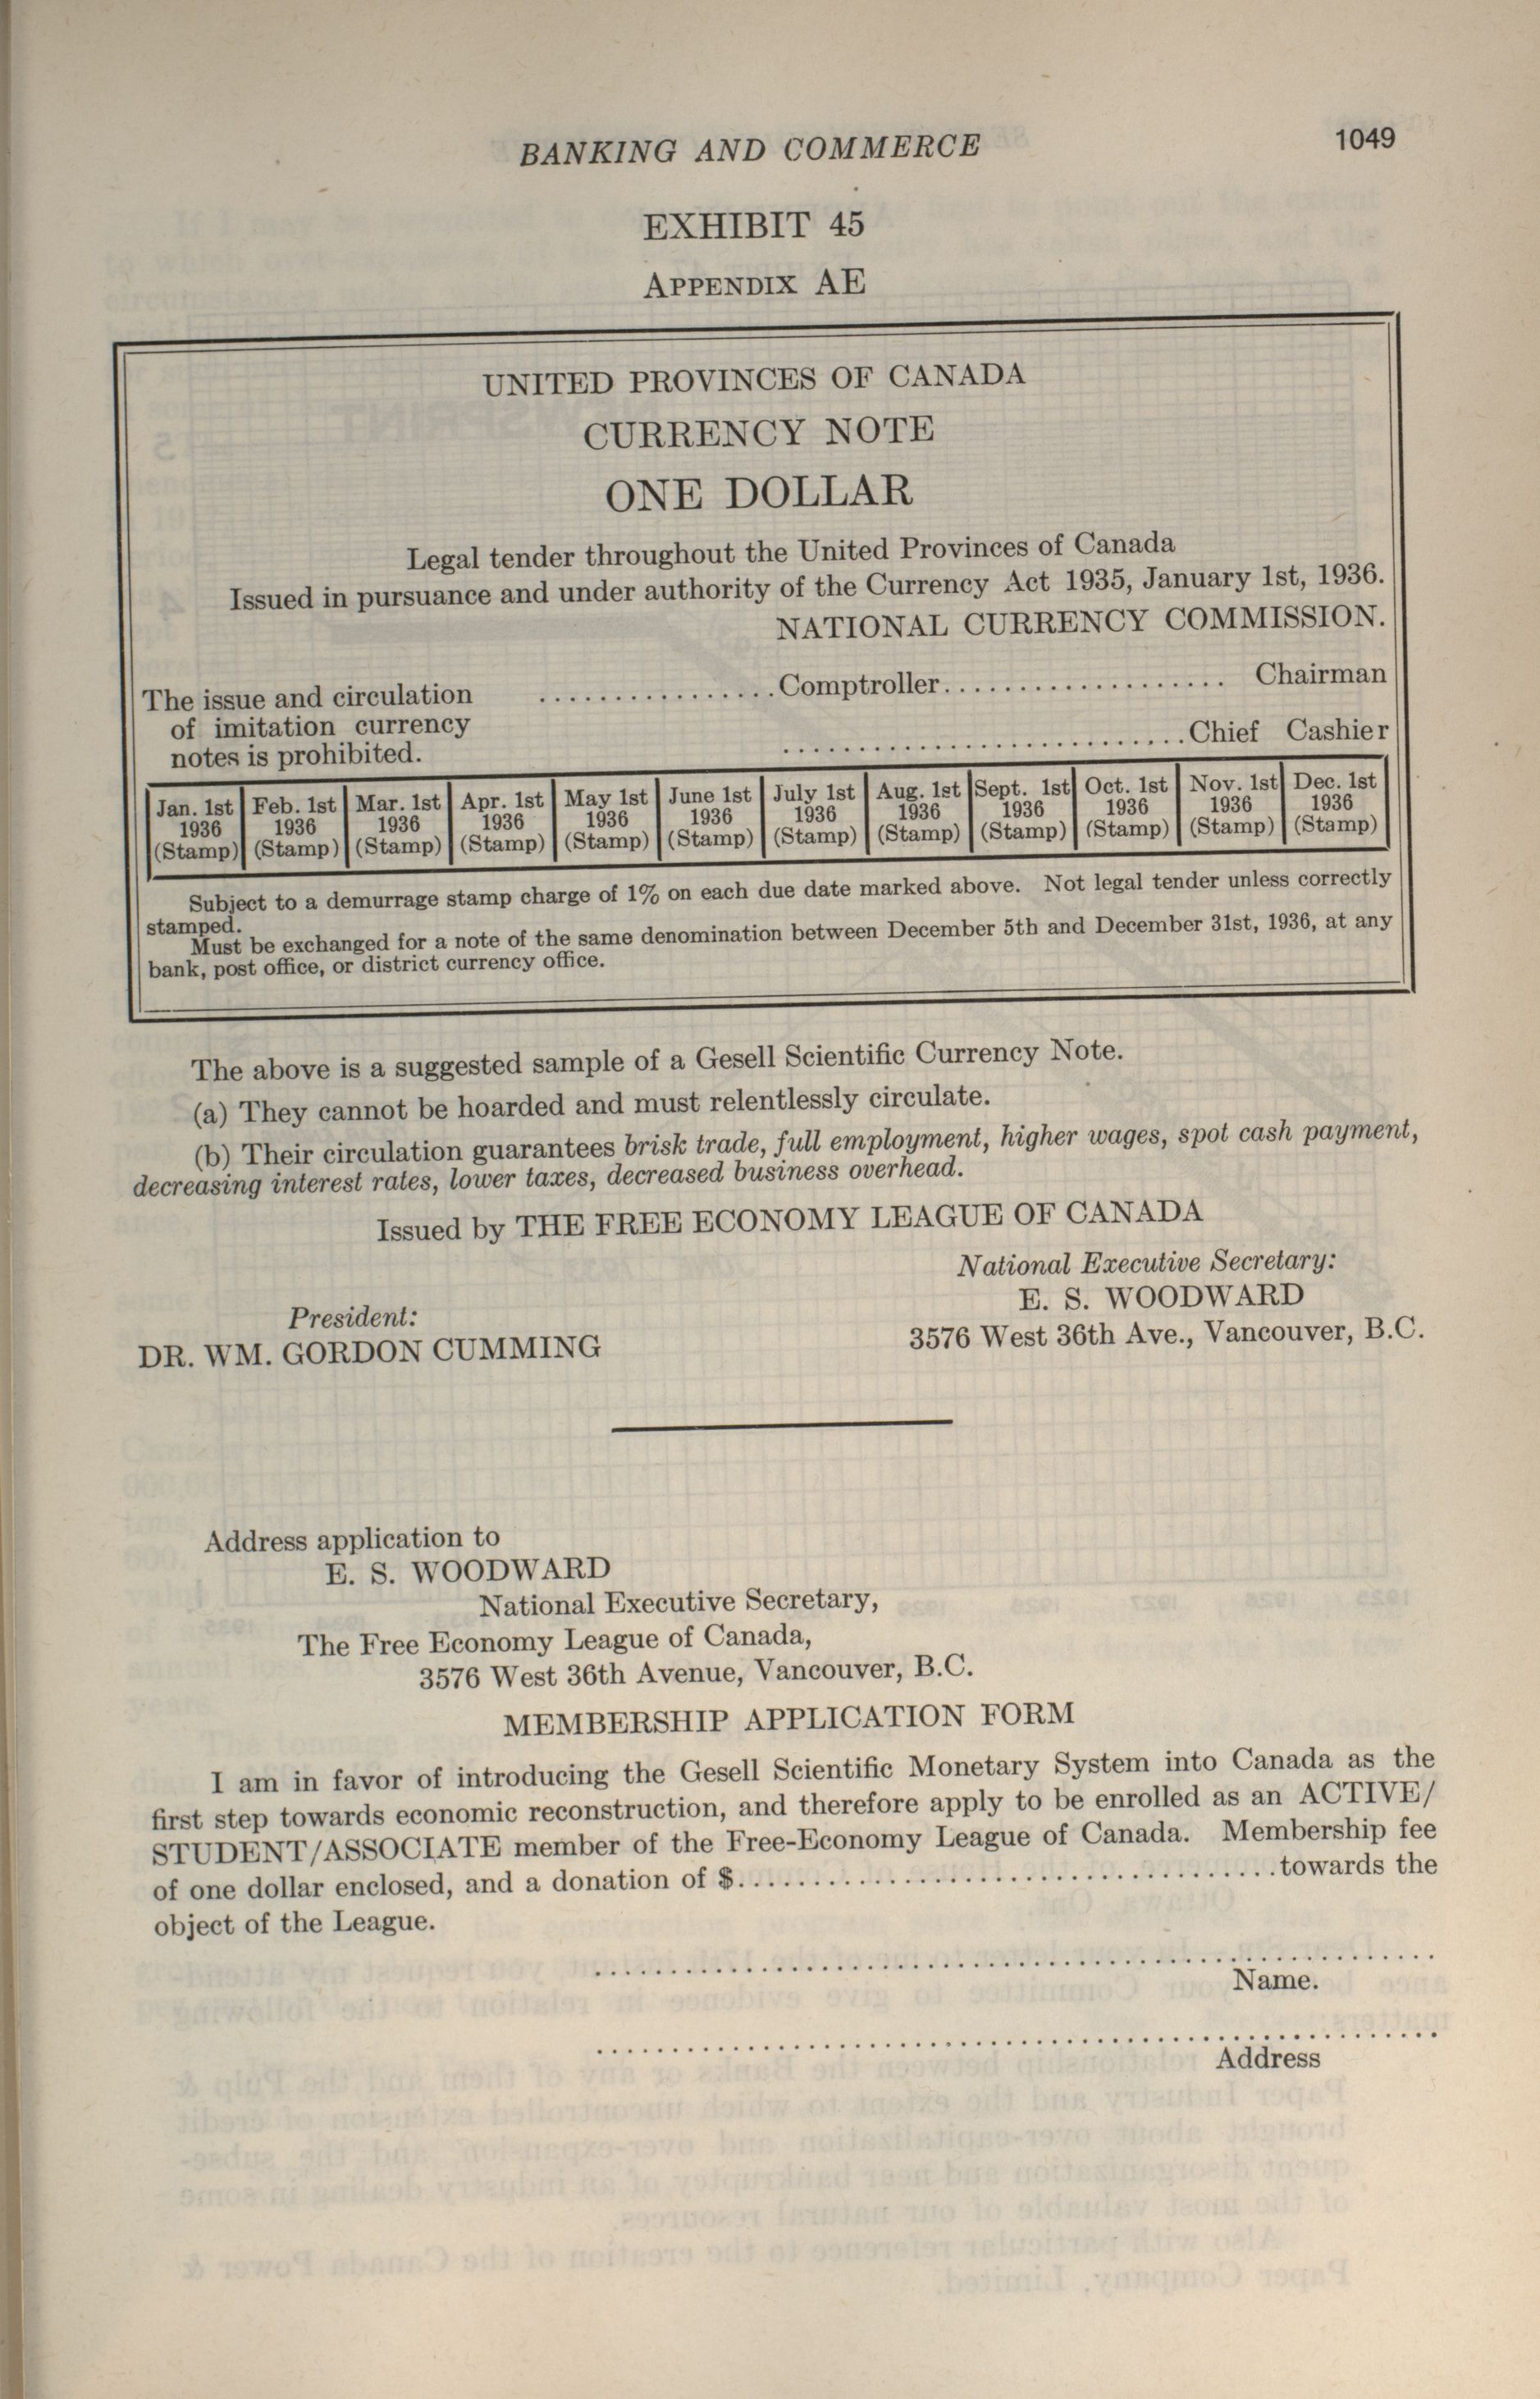 BANKING AND COMMERCE 1049
EXHIBIT 45
APPENDIX AE
UNITED PROVINCES OF CANADA
CURRENCY NOTE
ONE DOLLAR
Legal tender throughout the United Provinces of Canada
Issued in pursuance and under authority of the Currency Act 1935, January 1st, 1936.
NATIONAL CURRENCY COMMISSION.
The issue and circulation ................Comptroller................... Chairman
of imitation currency
notes is prohibited. ...........................Chief Cashier
Jan. 1st Feb. 1st Mar. 1st Apr. 1st May 1st June 1st July 1st Aug. 1st Sept. 1st Oct. 1st Nov. 1st Dec. 1st
1936 1936 1936 1936 1936 1936 1936 1936 1936 1936 1936 1936
(Stamp) (Stamp) (Stamp) (Stamp) (Stamp) (Stamp) (Stamp) (Stamp) (Stamp) (Stamp) (Stamp) (Stamp)
Subject to a demurrage stamp charge of 1% on each due date marked above. Not legal tender unless correctly
stamped.
Must be exchanged for a note of the same denomination between December 5th and December 31st, 1936, at any
bank, post office, or district currency office.
The above is a suggested sample of a Gesell Scientific Currency Note.
(a) They cannot be hoarded and must relentlessly circulate.
(b) Their circulation guarantees brisk trade, full employment, higher wages, spot cash payment,
decreasing interest rates, lower taxes, decreased business overhead.
Issued by THE FREE ECONOMY LEAGUE OF CANADA
National Executive Secretary:
E. S. WOODWARD
3576 West 36th Ave., Vancouver, B.C.
President:
DR. WM. GORDON CUMMING
Address application to
E. S. WOODWARD
National Executive Secretary,
The Free Economy League of Canada,
3576 West 36th Avenue, Vancouver, B.C.
MEMBERSHIP APPLICATION FORM
I am in favor of introducing the Gesell Scientific Monetary System into Canada as the
first step towards economic reconstruction, and therefore apply to be enrolled as an ACTIVE/
STUDENT/ASSOCIATE member of the Free-Economy League of Canada. Membership fee
of one dollar enclosed, and a donation of $....................................towards the
object of the League.
........................................................
Name.
........................................................
Address